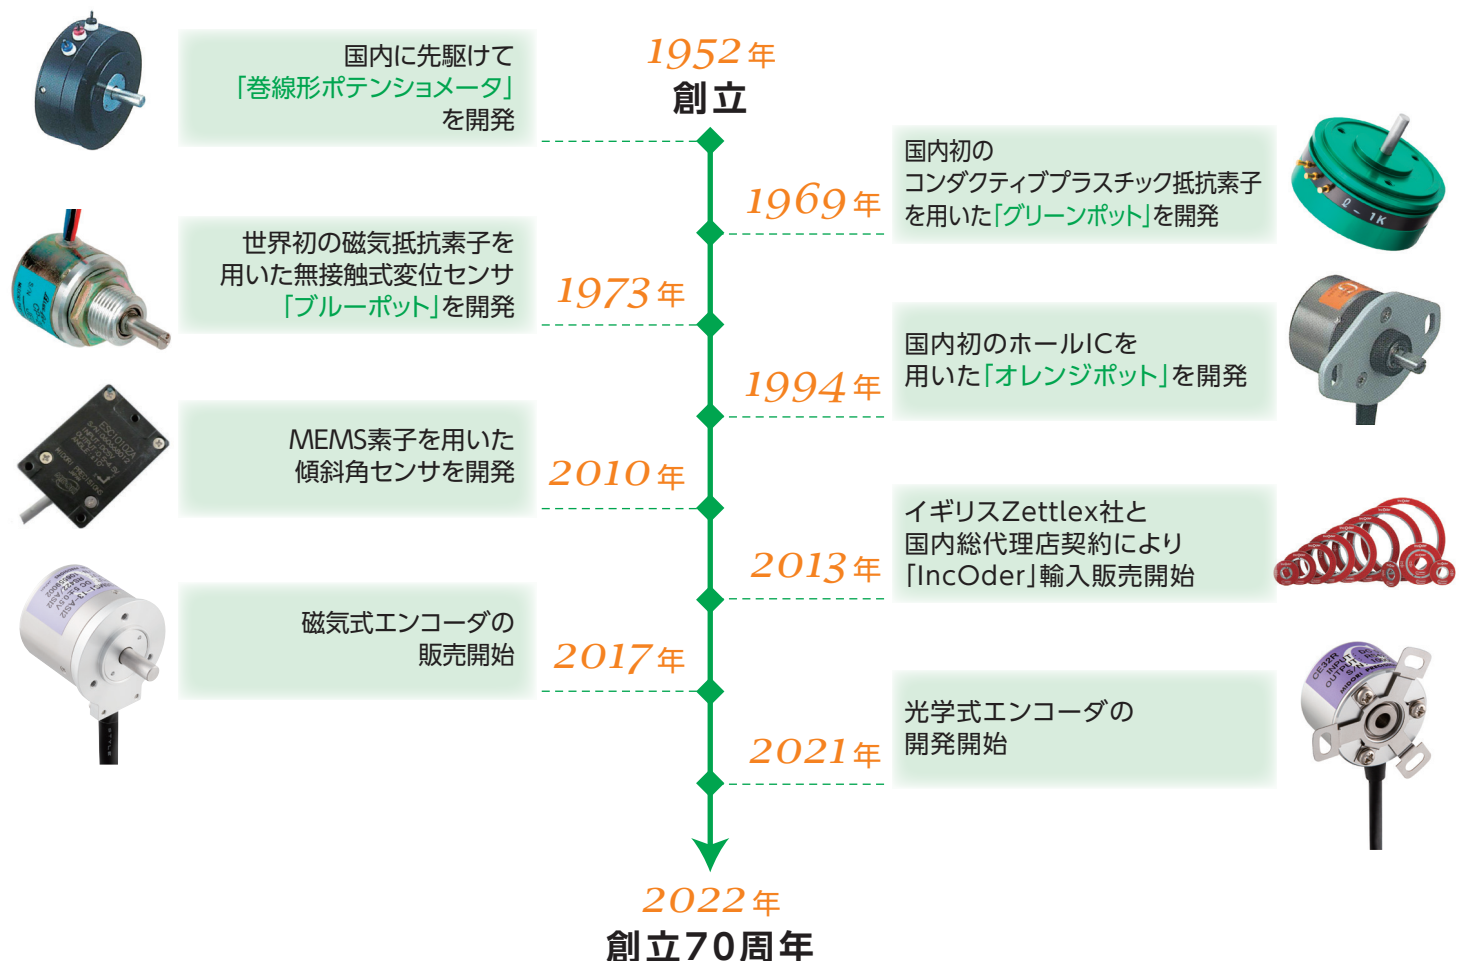 1952年
創立
国内に先駆けて
「巻線形ポテンショメータ」
を開発
1969年
国内初の
コンダクティブプラスチック抵抗素子
を用いた「グリーンポット」を開発
Ω - 1K
1973年
世界初の磁気抵抗素子を
用いた無接触式変位センサ
「ブルーポット」を開発
1994年
国内初のホールICを
用いた「オレンジポット」を開発
2010年
MEMS素子を用いた
傾斜角センサを開発
2013年
イギリスZettlex社と
国内総代理店契約により
「IncOder」輸入販売開始
2017年
磁気式エンコーダの
販売開始
2021年
光学式エンコーダの
開発開始
2022年
創立70周年